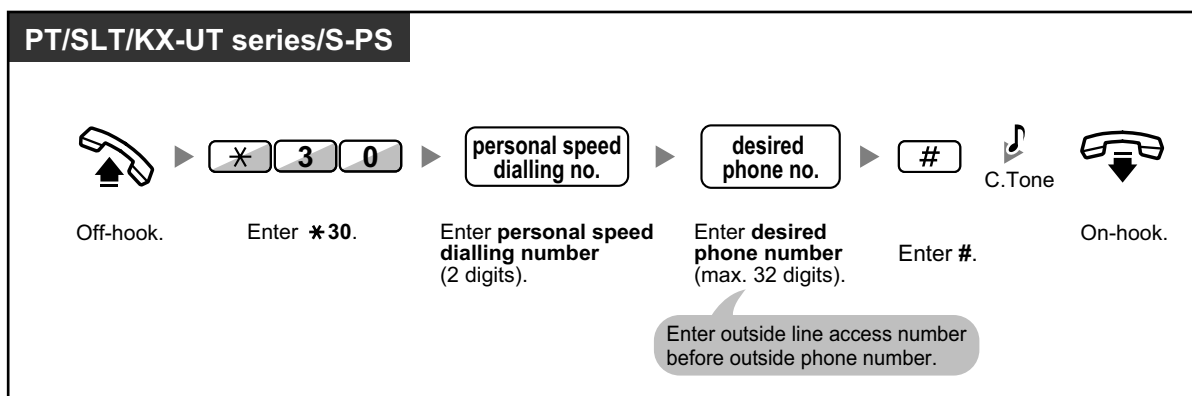 PT/SLT/KX-UT series/S-PS
* 3 0
personal speed
dialling no.
desired
phone no.
#
C.Tone
Off-hook.
Enter *30.
Enter personal speed
dialling number
(2 digits).
Enter desired
phone number
(max. 32 digits).
Enter #.
On-hook.
Enter outside line access number
before outside phone number.